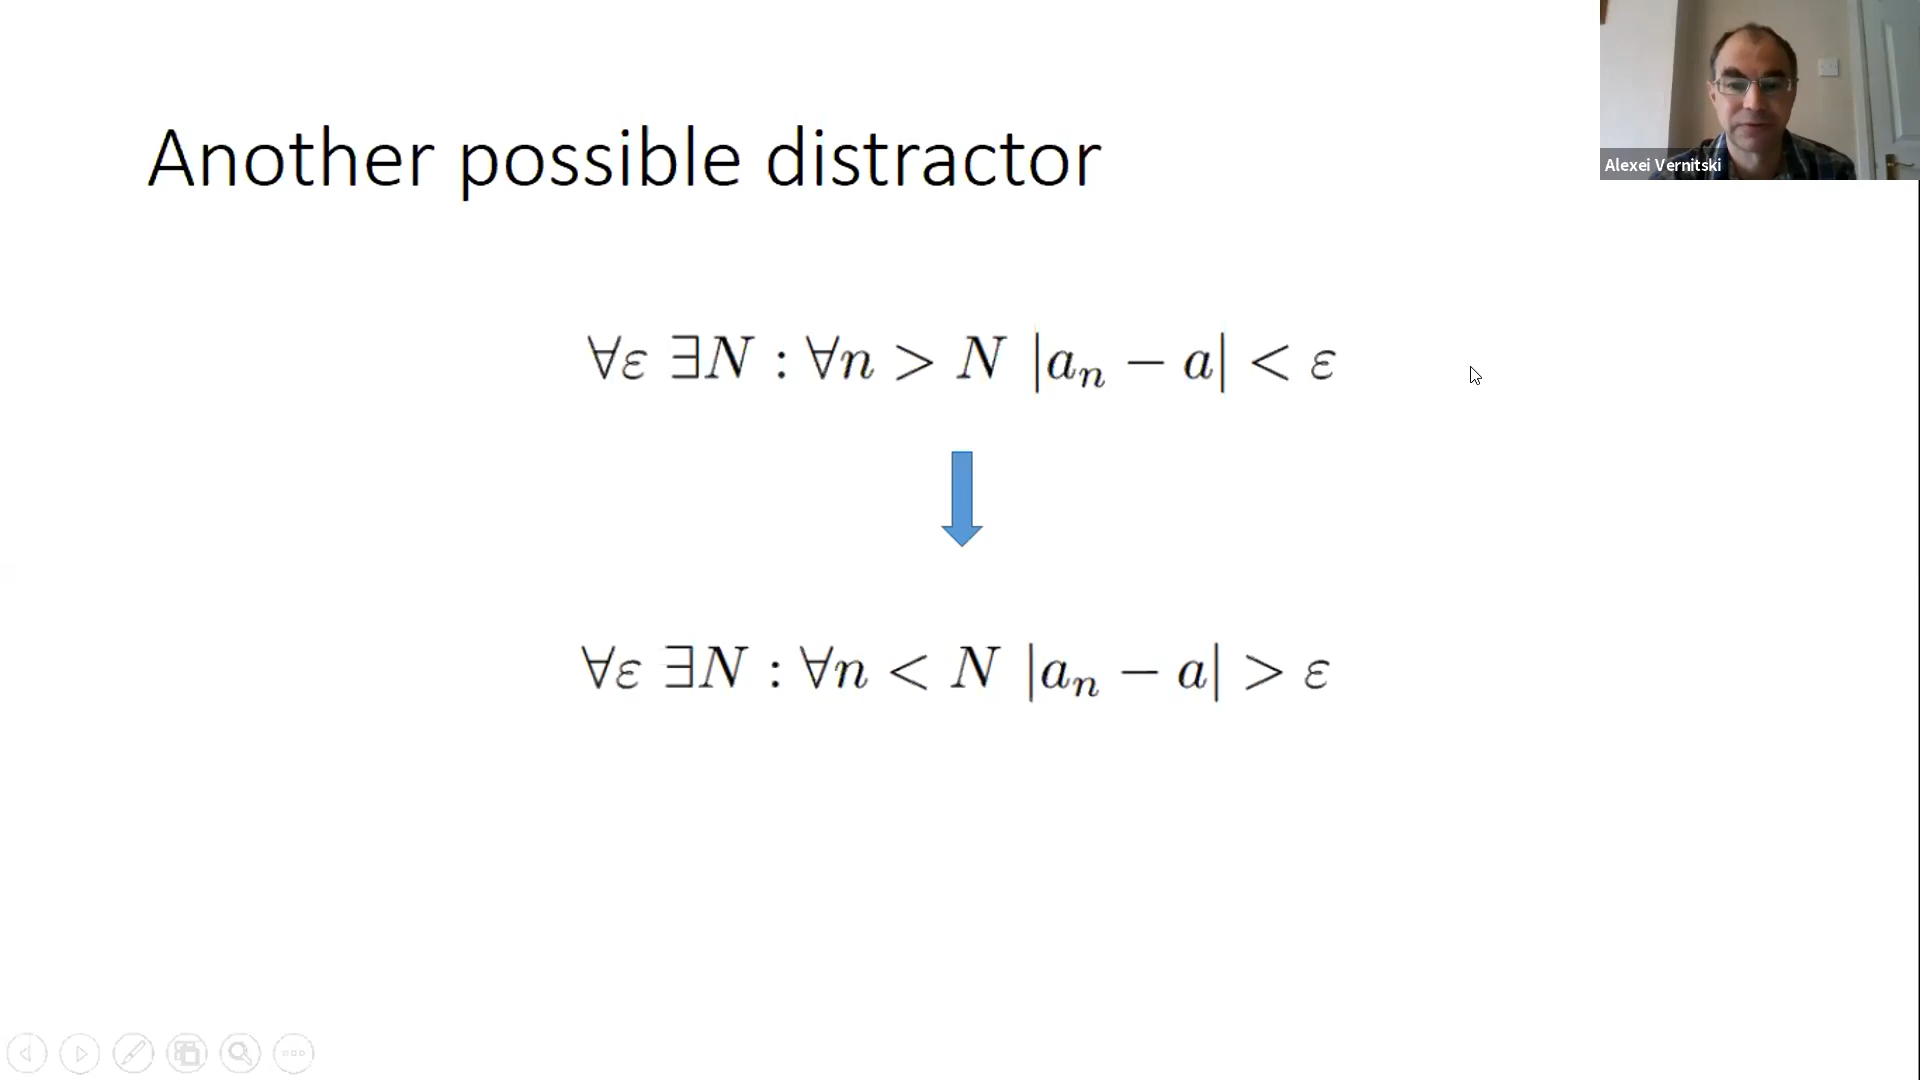 Another possible distractor
Alexei Vernitski
∀ε ∃N : ∀n > N |aₙ − a| < ε
∀ε ∃N : ∀n < N |aₙ − a| > ε